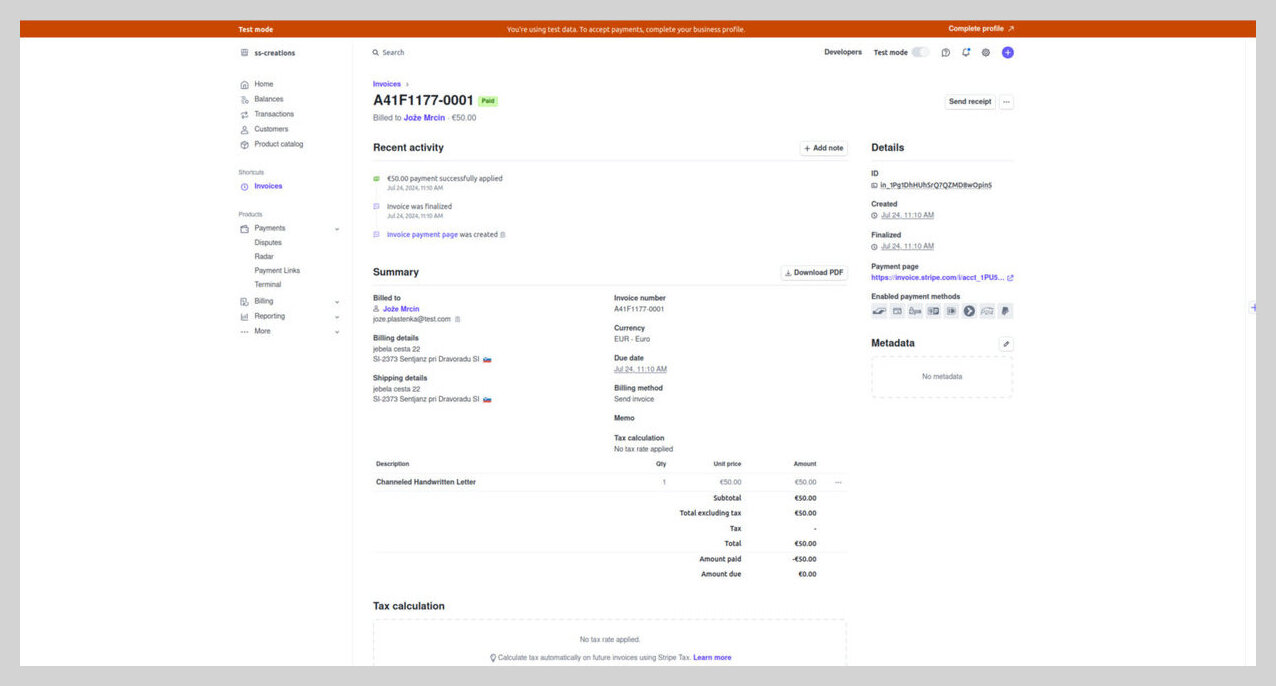 Test mode
You're using test data. To accept payments, complete your business profile.
Complete profile
ss-creations
Search
Developers
Test mode
Home
Balances
Transactions
Customers
Product catalog
Shortcuts
Invoices
Products
Payments
Disputes
Radar
Payment Links
Terminal
Billing
Reporting
More
Invoices
A41F1177-0001 Paid
Billed to Jože Mrcin · €50.00
Send receipt
Recent activity
+ Add note
€50.00 payment successfully applied
Jul 24, 2024, 11:10 AM
Invoice was finalized
Jul 24, 2024, 11:10 AM
Invoice payment page was created
Summary
Download PDF
Billed to
Jože Mrcin
joze.plastenka@test.com
Billing details
jebela cesta 22
SI-2373 Sentjanz pri Dravoradu SI
Shipping details
jebela cesta 22
SI-2373 Sentjanz pri Dravoradu SI
Invoice number
A41F1177-0001
Currency
EUR - Euro
Due date
Jul 24, 11:10 AM
Billing method
Send invoice
Memo
Tax calculation
No tax rate applied
Description Qty Unit price Amount
Channeled Handwritten Letter 1 €50.00 €50.00
Subtotal €50.00
Total excluding tax €50.00
Tax -
Total €50.00
Amount paid -€50.00
Amount due €0.00
Tax calculation
No tax rate applied.
Calculate tax automatically on future invoices using Stripe Tax. Learn more
Details
ID
in_1Pg1DhHUhSrQ7QZMD8wOpinS
Created
Jul 24, 11:10 AM
Finalized
Jul 24, 11:10 AM
Payment page
https://invoice.stripe.com/i/acct_1PU5...
Enabled payment methods
Metadata
No metadata